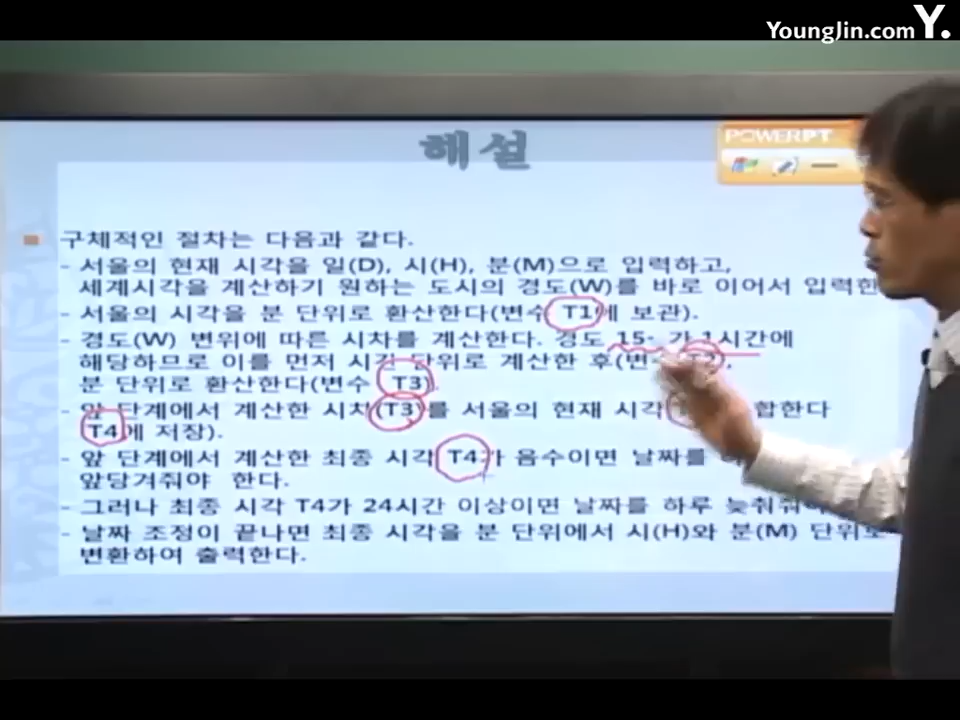 YoungJin.com Y.
해설
POWERPT
구체적인 절차는 다음과 같다.
- 서울의 현재 시각을 일(D), 시(H), 분(M)으로 입력하고,
세계시각을 계산하기 원하는 도시의 경도(W)를 바로 이어서 입력한
- 서울의 시각을 분 단위로 환산한다(변수 T1에 보관).
- 경도(W) 변위에 따른 시차를 계산한다. 경도 15 가 1시간에
해당하므로 이를 먼저 시간 단위로 계산한 후(변 T2),
분 단위로 환산한다(변수 T3).
- 앞 단계에서 계산한 시차(T3)를 서울의 현재 시각 합한다
T4에 저장).
- 앞 단계에서 계산한 최종 시각 T4가 음수이면 날짜를
앞당겨줘야 한다.
- 그러나 최종 시각 T4가 24시간 이상이면 날짜를 하루 늦춰줘야
- 날짜 조정이 끝나면 최종 시각을 분 단위에서 시(H)와 분(M) 단위로
변환하여 출력한다.